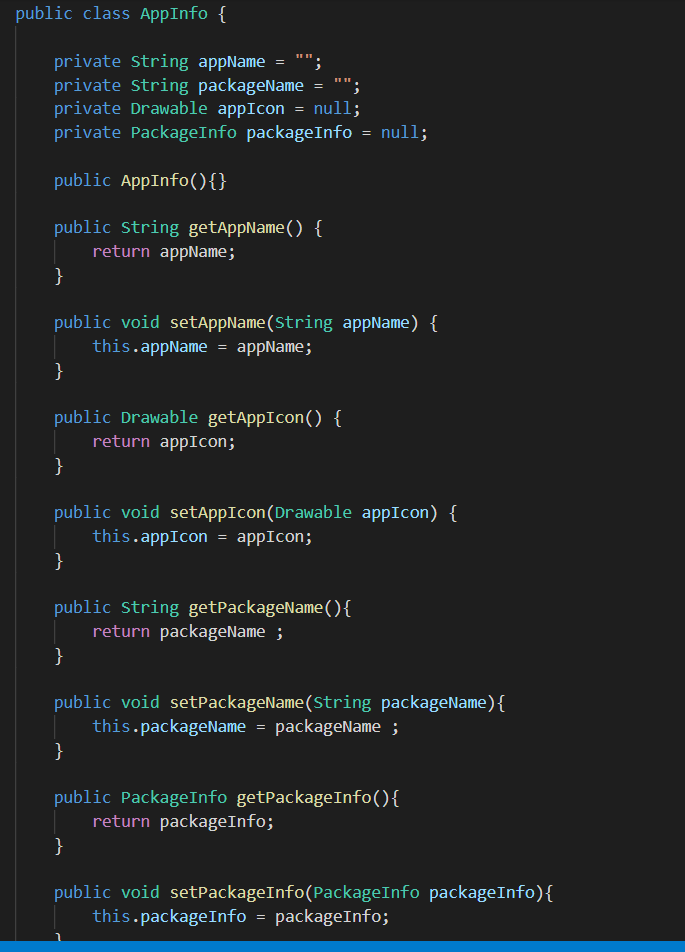 public class AppInfo {
private String appName = "";
private String packageName = "";
private Drawable appIcon = null;
private PackageInfo packageInfo = null;
public AppInfo(){}
public String getAppName() {
return appName;
}
public void setAppName(String appName) {
this.appName = appName;
}
public Drawable getAppIcon() {
return appIcon;
}
public void setAppIcon(Drawable appIcon) {
this.appIcon = appIcon;
}
public String getPackageName(){
return packageName ;
}
public void setPackageName(String packageName){
this.packageName = packageName ;
}
public PackageInfo getPackageInfo(){
return packageInfo;
}
public void setPackageInfo(PackageInfo packageInfo){
this.packageInfo = packageInfo;
}